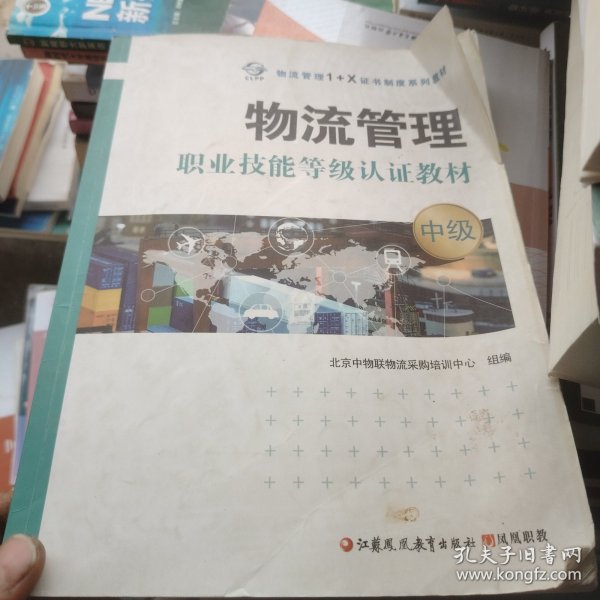 CLPP
物流管理1+X证书制度系列教材
物流管理
职业技能等级认证教材
中级
北京中物联物流采购培训中心 组编
江苏凤凰教育出版社 凤凰职教
孔夫子旧书网
www.kongfz.com
NE
新